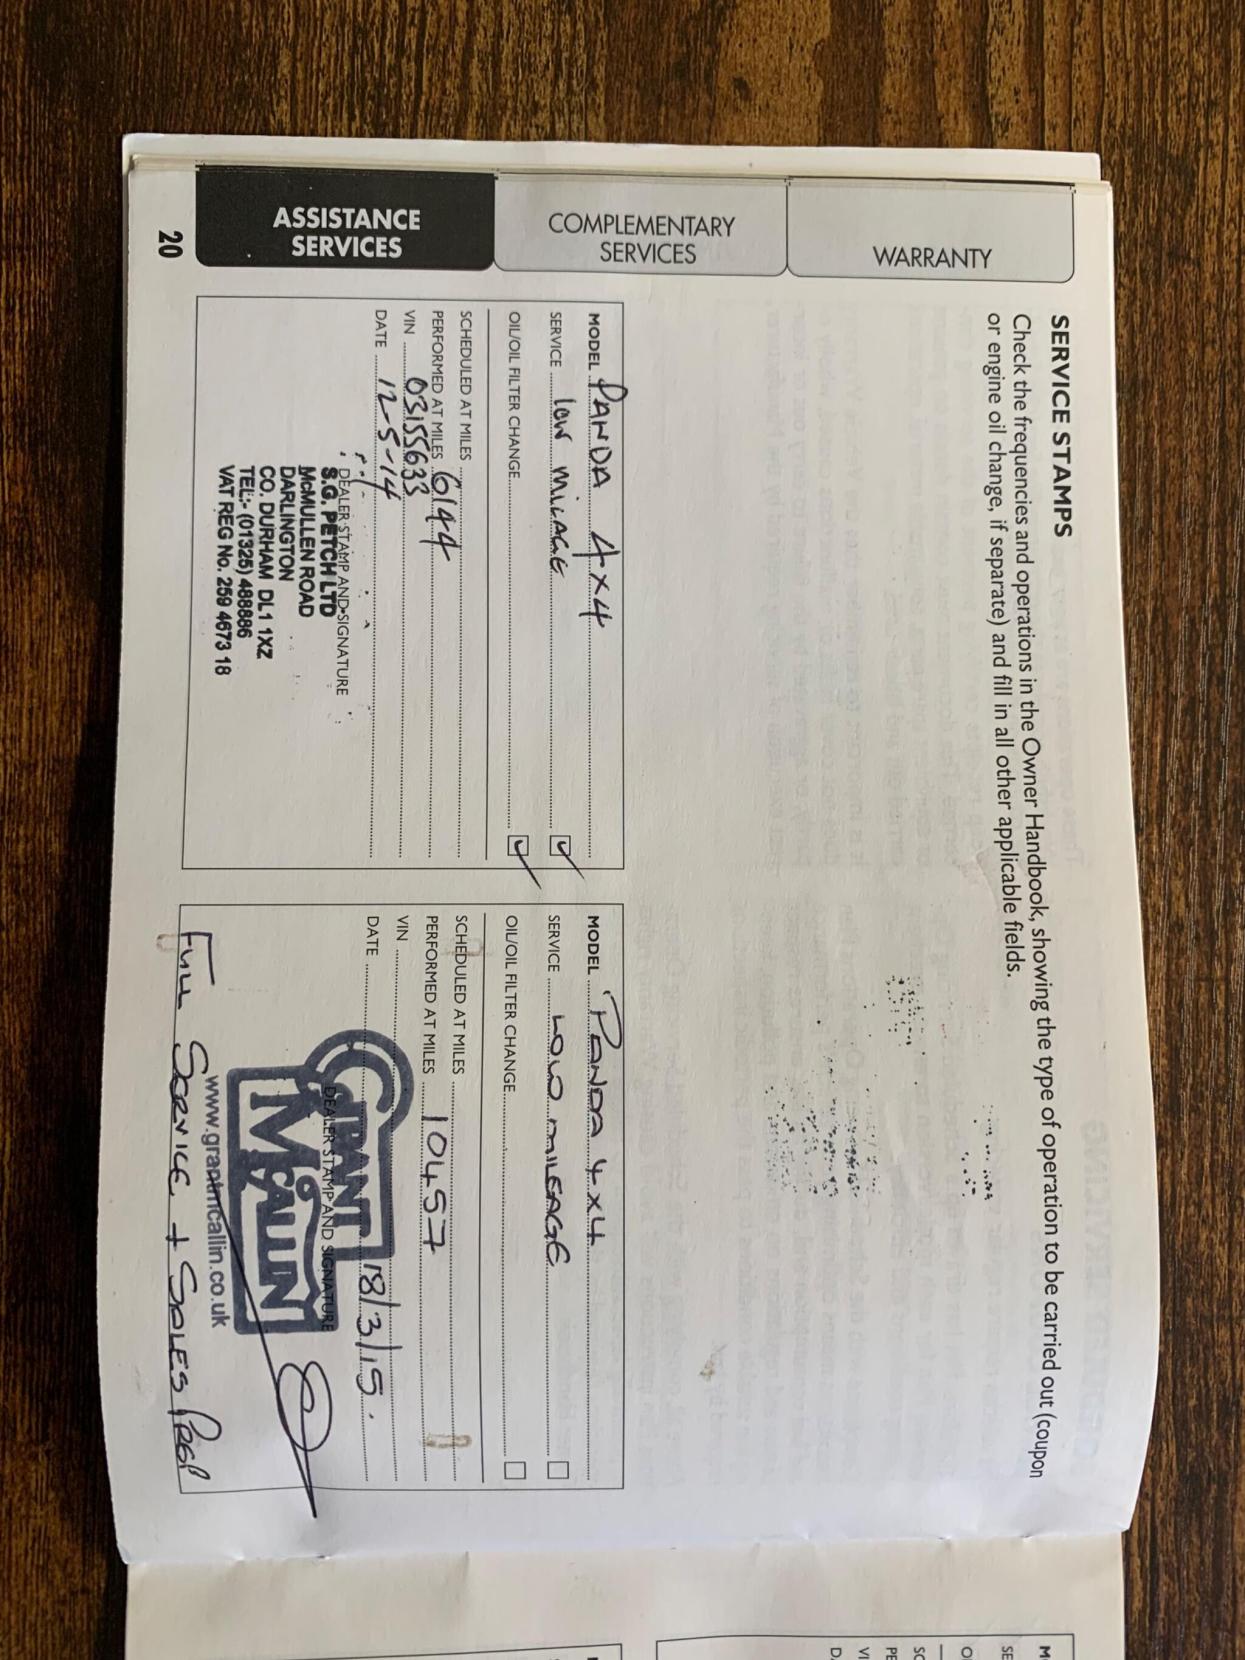 SERVICE STAMPS
Check the frequencies and operations in the Owner Handbook, showing the type of operation to be carried out (coupon
or engine oil change, if separate) and fill in all other applicable fields.
WARRANTY
COMPLEMENTARY
SERVICES
ASSISTANCE
SERVICES
20
MODEL PANDA 4x4
SERVICE low MILAGE
OIL/OIL FILTER CHANGE
SCHEDULED AT MILES
PERFORMED AT MILES 6144
VIN 03155633
DATE 12-5-14
DEALER STAMP AND SIGNATURE
S.G. PETCH LTD
McMULLEN ROAD
DARLINGTON
CO. DURHAM DL1 1XZ
TEL:- (01325) 488886
VAT REG No. 259 4673 18
MODEL PANDA 4x4
SERVICE LOW MILEAGE
OIL/OIL FILTER CHANGE
SCHEDULED AT MILES
PERFORMED AT MILES 10457
VIN
DATE 18/3/15.
GRANT
DEALER STAMP AND SIGNATURE
McCALLIN
www.grantmcallin.co.uk
FULL SERVICE + SALES PREP